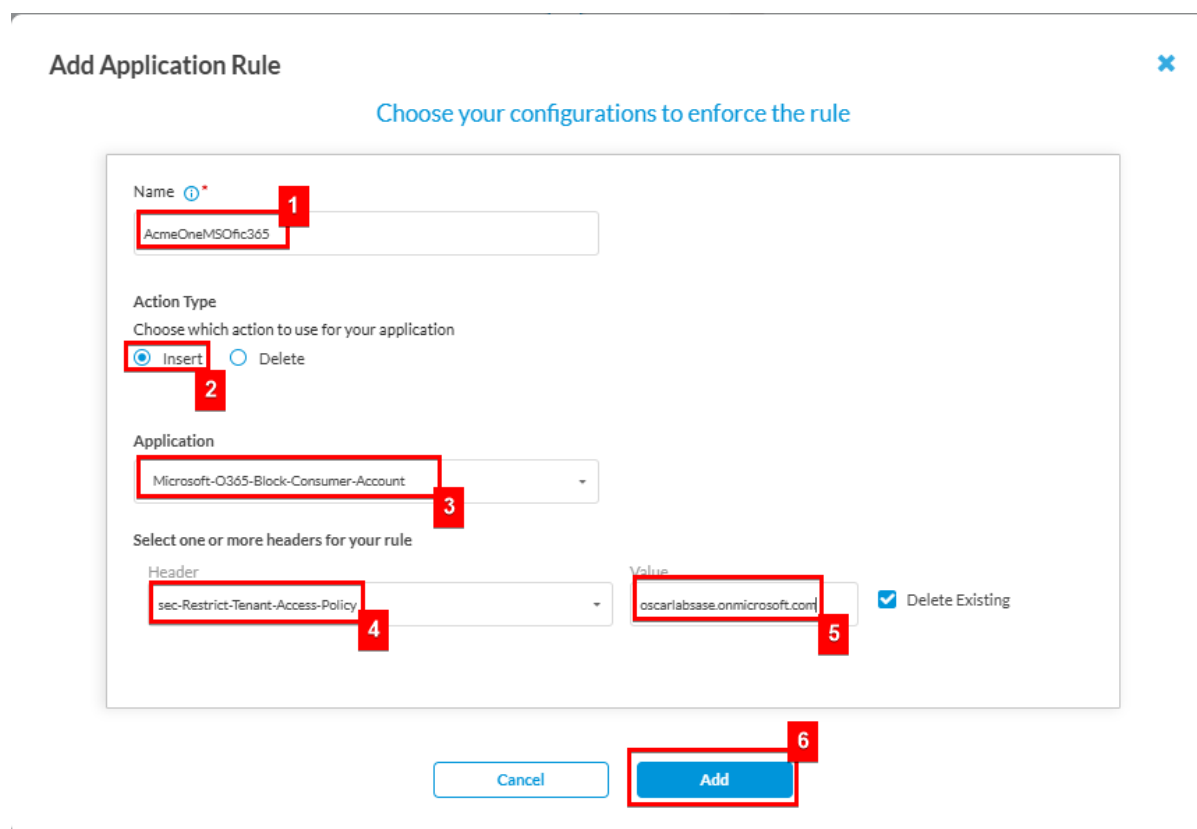 Add Application Rule
Choose your configurations to enforce the rule
Name *
1
AcmeOneMSOfic365
Action Type
Choose which action to use for your application
Insert Delete
2
Application
Microsoft-O365-Block-Consumer-Account
3
Select one or more headers for your rule
Header Value
sec-Restrict-Tenant-Access-Policy oscarlabsase.onmicrosoft.com Delete Existing
4 5
6
Cancel Add